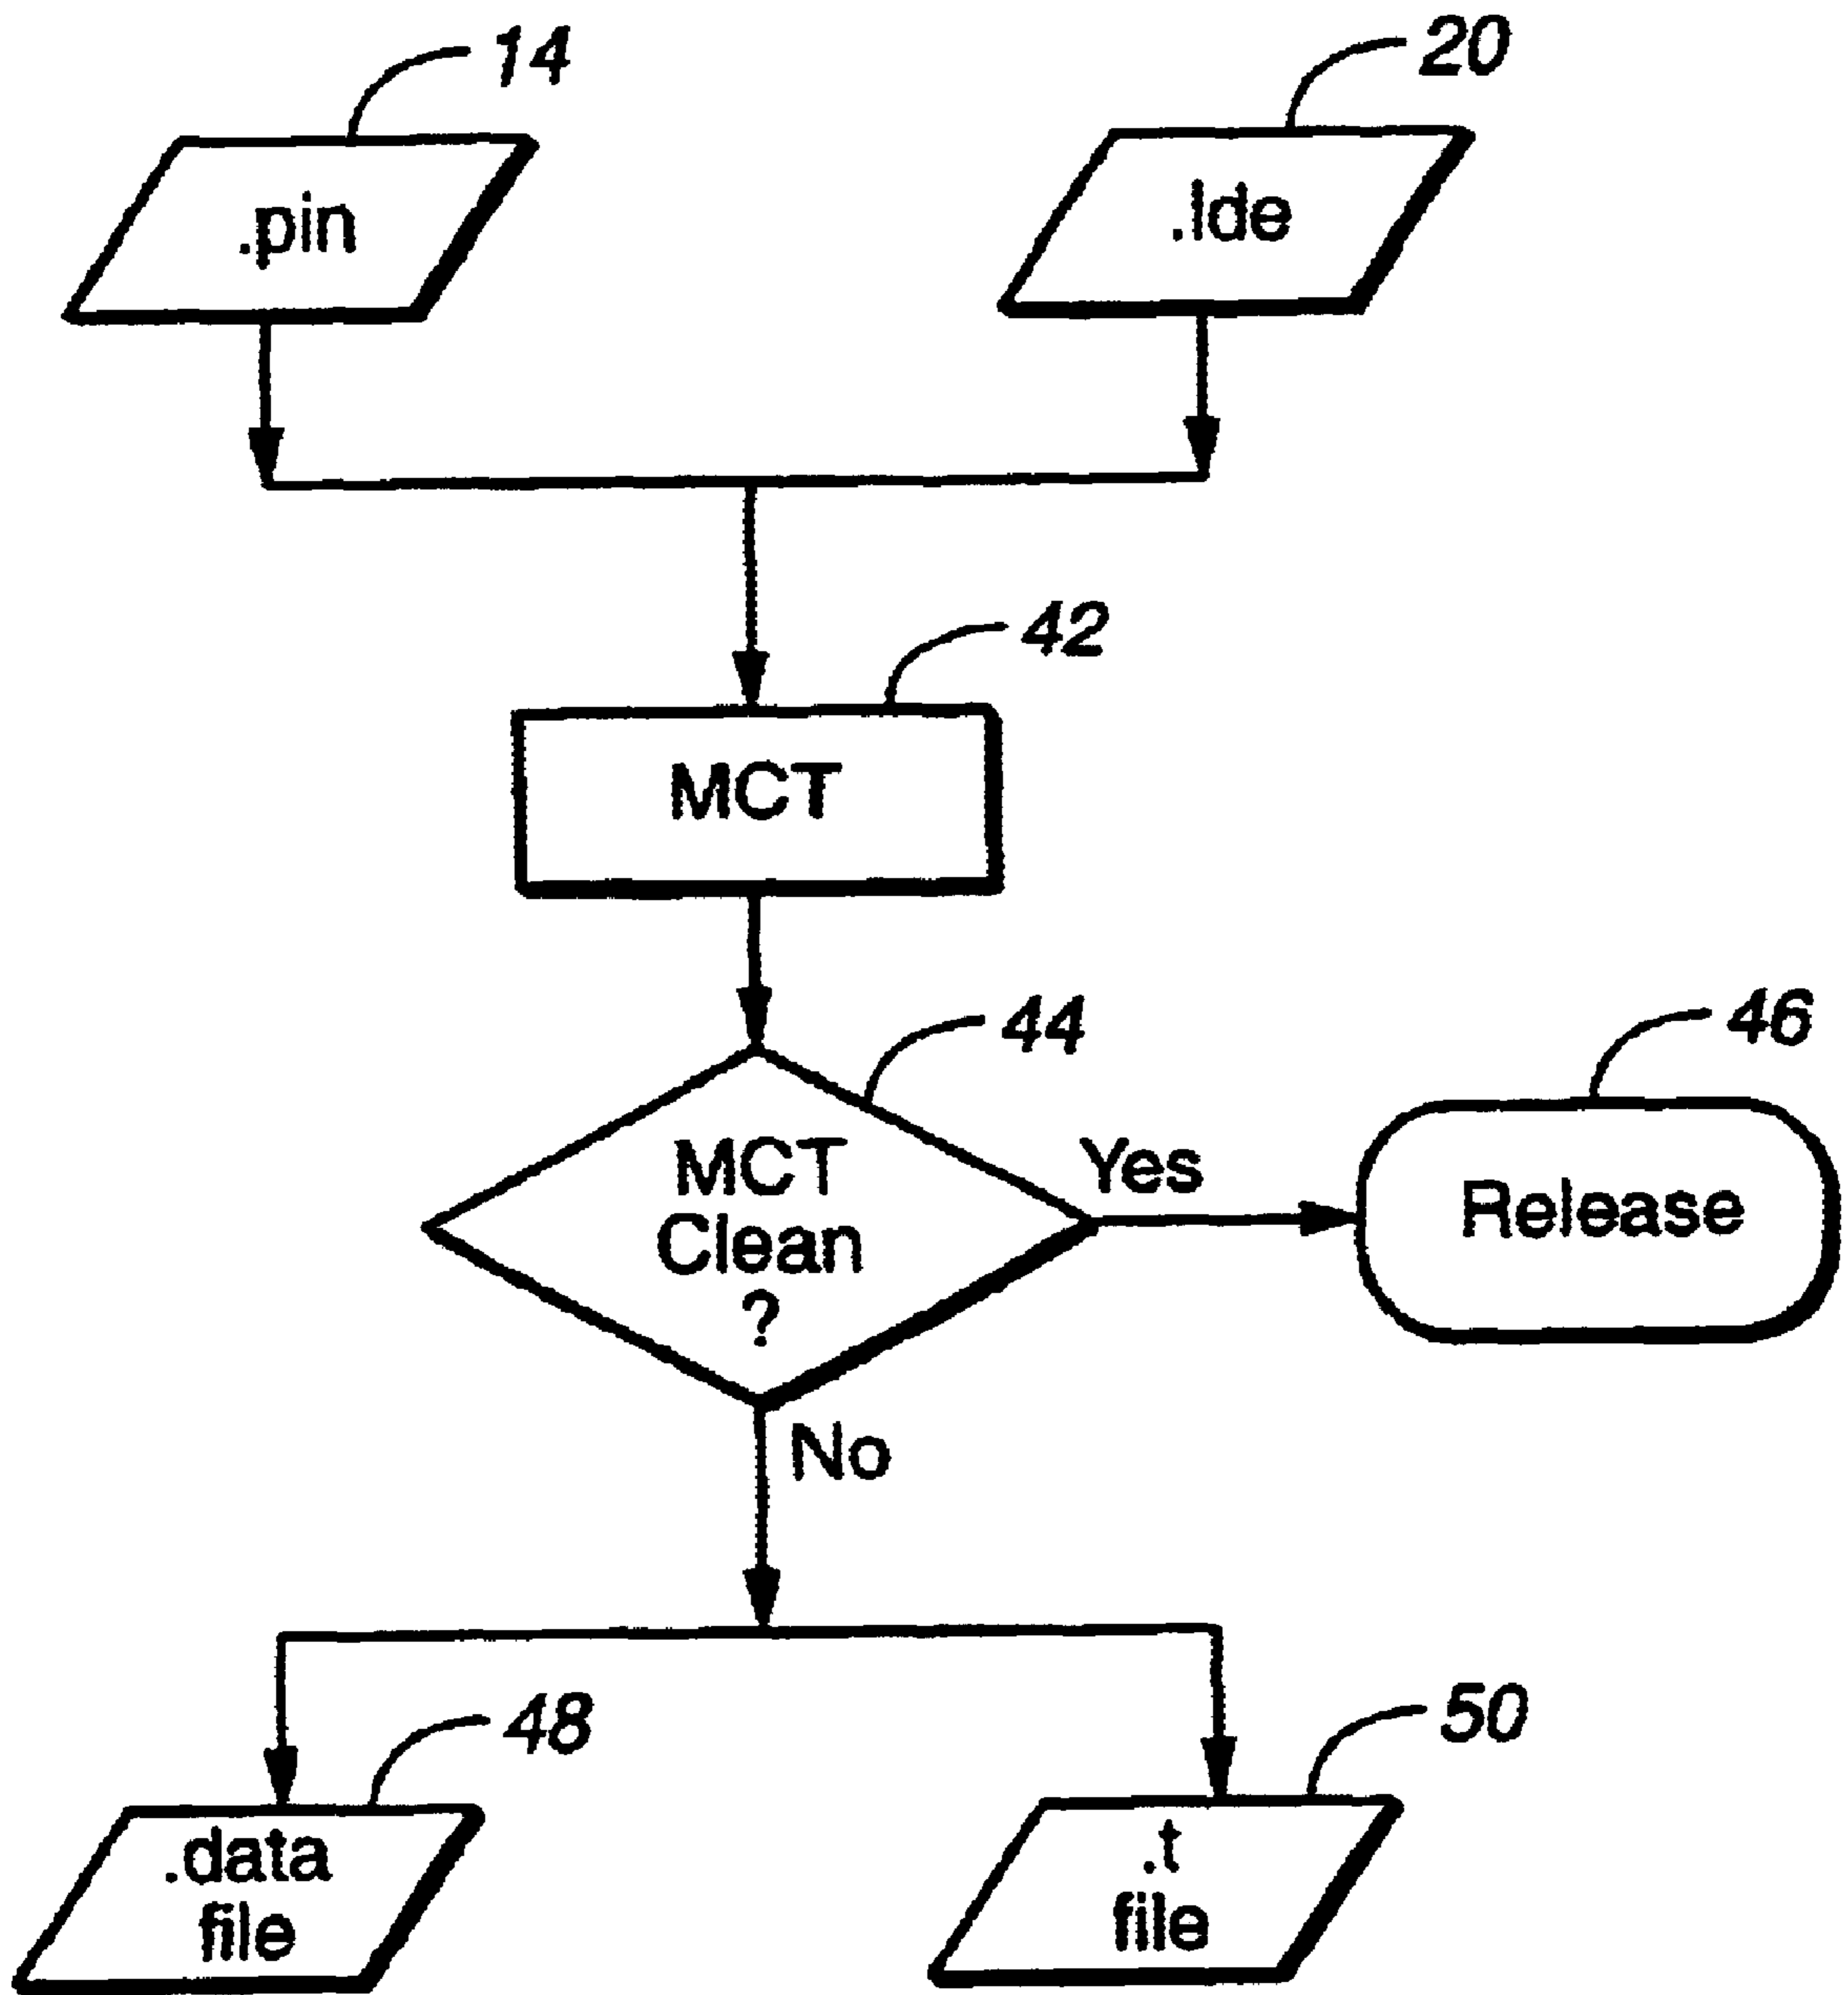 14
20
.pin
.lde
42
MCT
44
46
MCT
Clean
?
Yes
Release
No
48
50
.data
file
.t
file